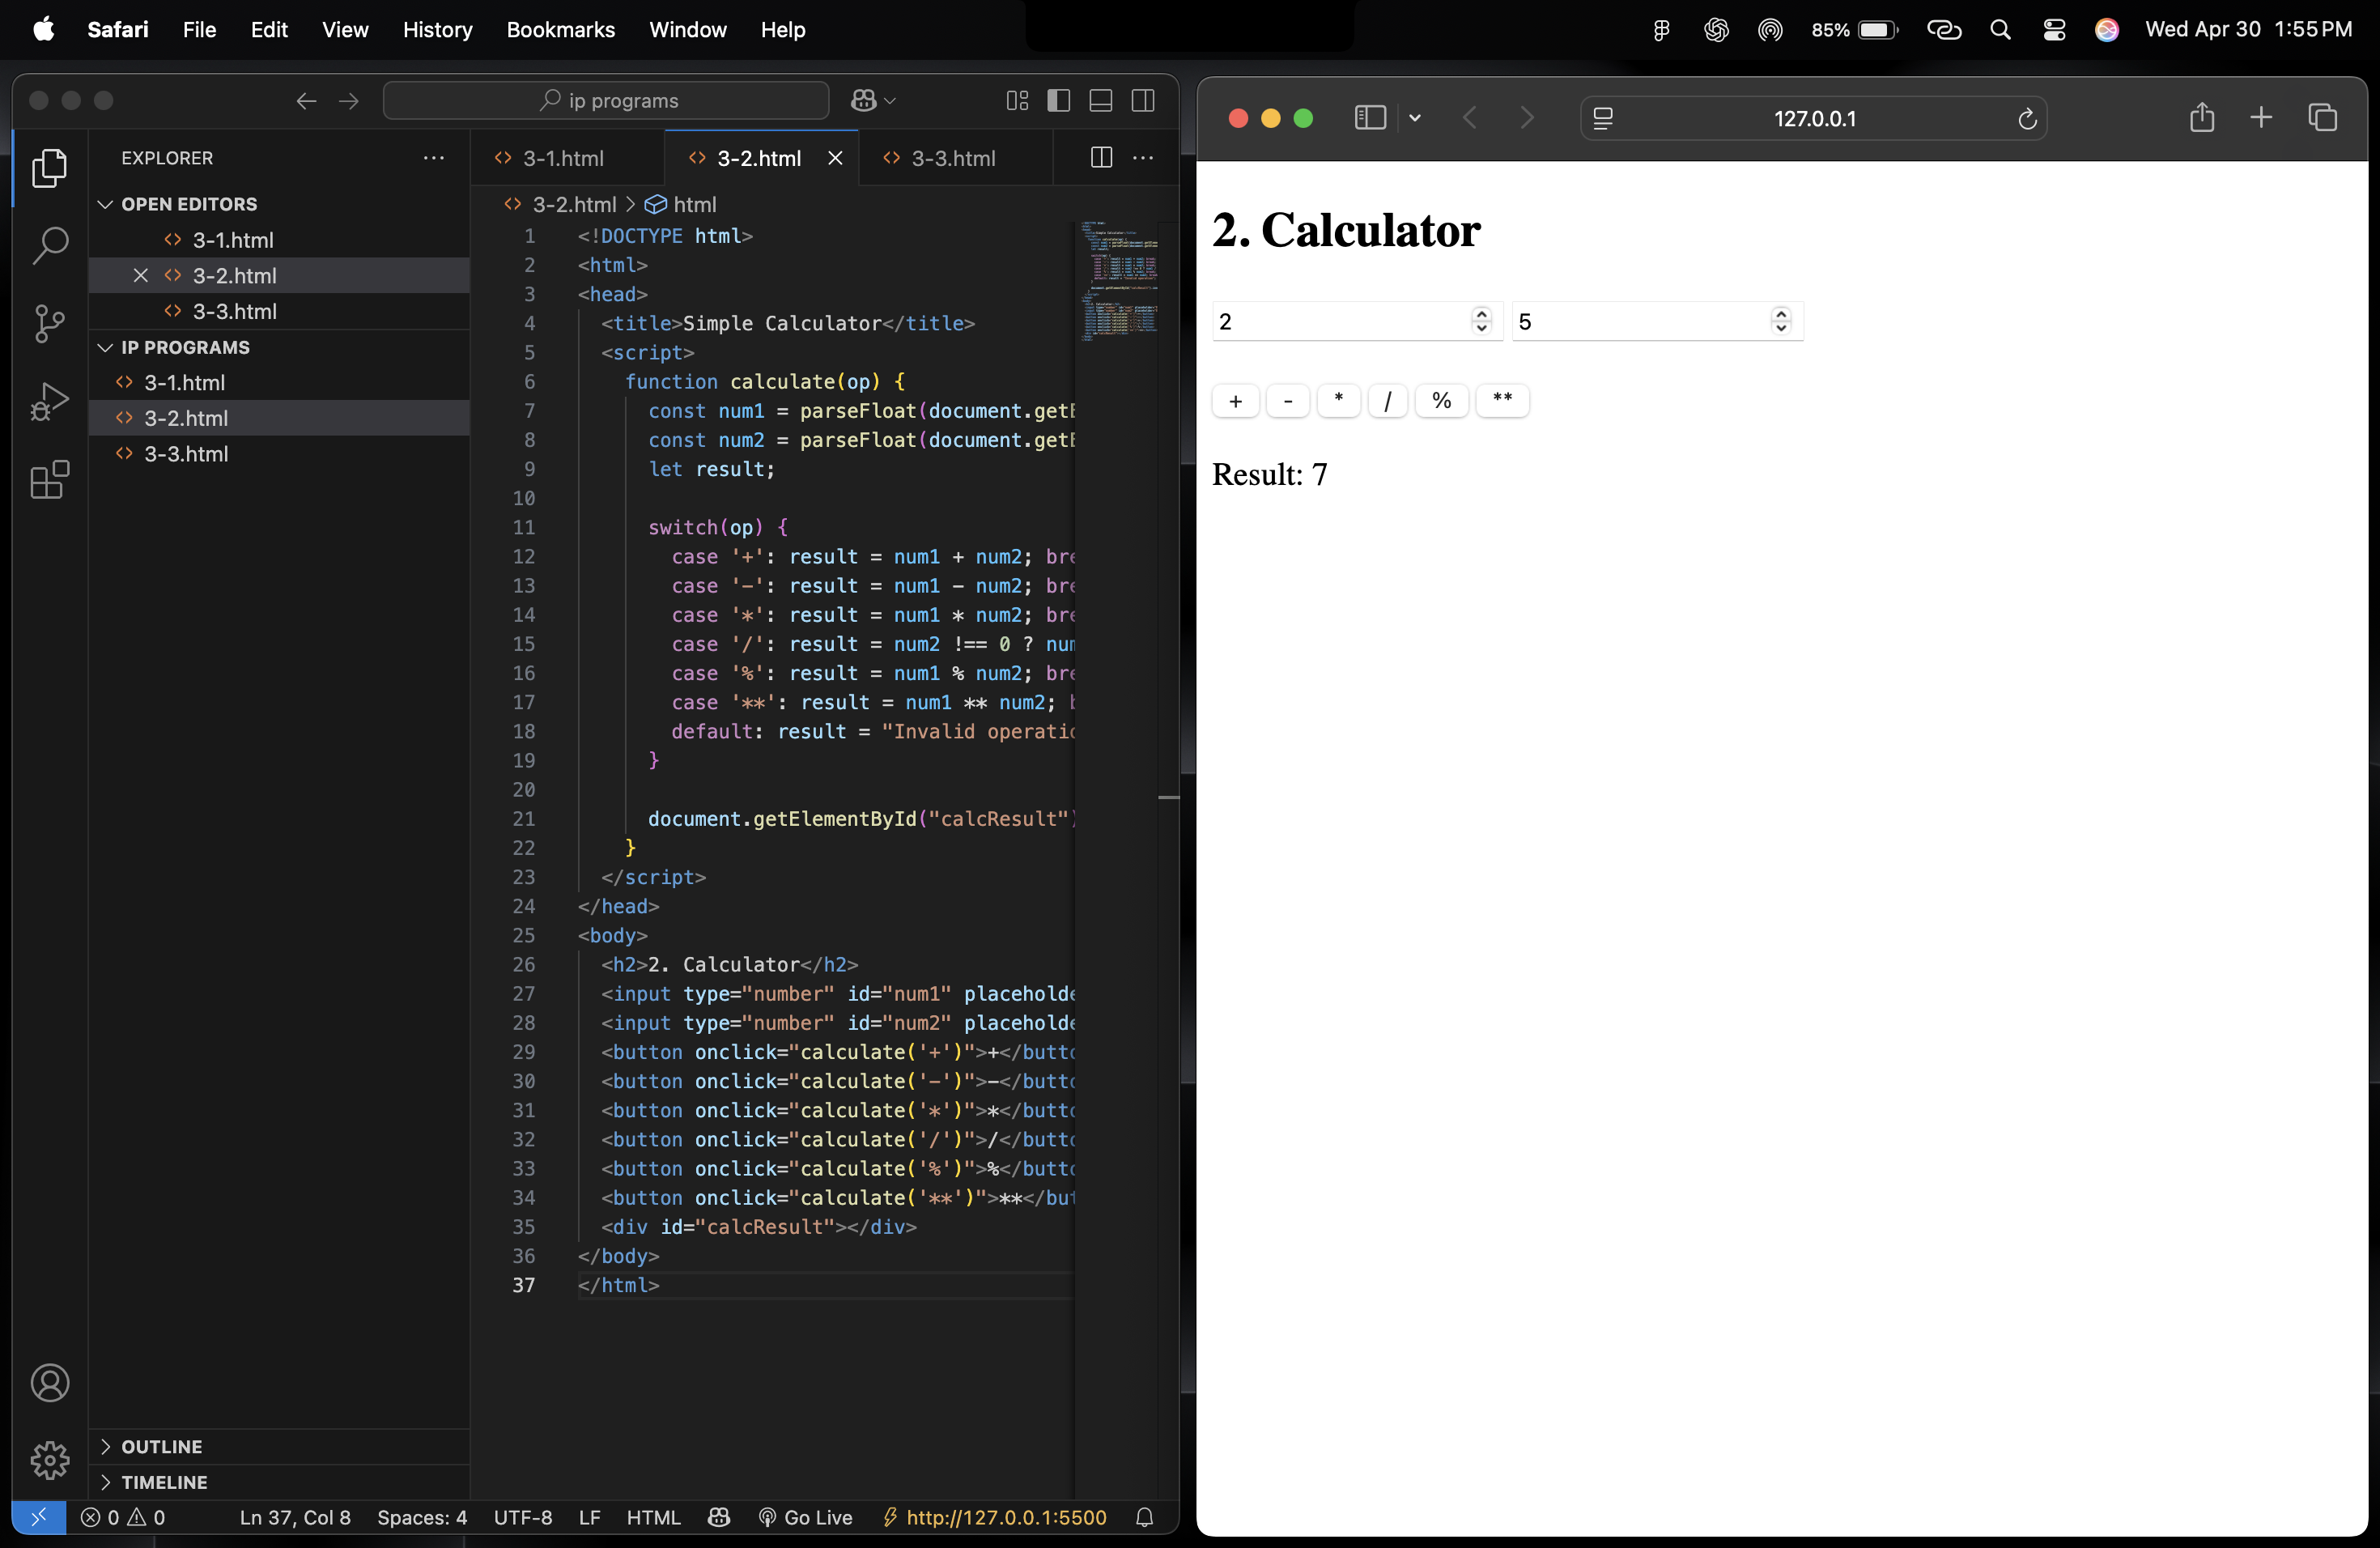 Safari File Edit View History Bookmarks Window Help 85% Wed Apr 30 1:55 PM
ip programs
EXPLORER
OPEN EDITORS
3-1.html
3-2.html
3-3.html
IP PROGRAMS
3-1.html
3-2.html
3-3.html
OUTLINE
TIMELINE
3-1.html 3-2.html 3-3.html
3-2.html > html
1 <!DOCTYPE html>
2 <html>
3 <head>
4 <title>Simple Calculator</title>
5 <script>
6 function calculate(op) {
7 const num1 = parseFloat(document.getE
8 const num2 = parseFloat(document.getE
9 let result;
10
11 switch(op) {
12 case '+': result = num1 + num2; bre
13 case '-': result = num1 - num2; bre
14 case '*': result = num1 * num2; bre
15 case '/': result = num2 !== 0 ? num
16 case '%': result = num1 % num2; bre
17 case '**': result = num1 ** num2; b
18 default: result = "Invalid operatio
19 }
20
21 document.getElementById("calcResult")
22 }
23 </script>
24 </head>
25 <body>
26 <h2>2. Calculator</h2>
27 <input type="number" id="num1" placeholde
28 <input type="number" id="num2" placeholde
29 <button onclick="calculate('+')">+</butto
30 <button onclick="calculate('-')">-</butto
31 <button onclick="calculate('*')">*</butto
32 <button onclick="calculate('/')">/</butto
33 <button onclick="calculate('%')">%</butto
34 <button onclick="calculate('**')">**</but
35 <div id="calcResult"></div>
36 </body>
37 </html>
0 0 Ln 37, Col 8 Spaces: 4 UTF-8 LF HTML Go Live http://127.0.0.1:5500
127.0.0.1
2. Calculator
2 5
+ - * / % **
Result: 7